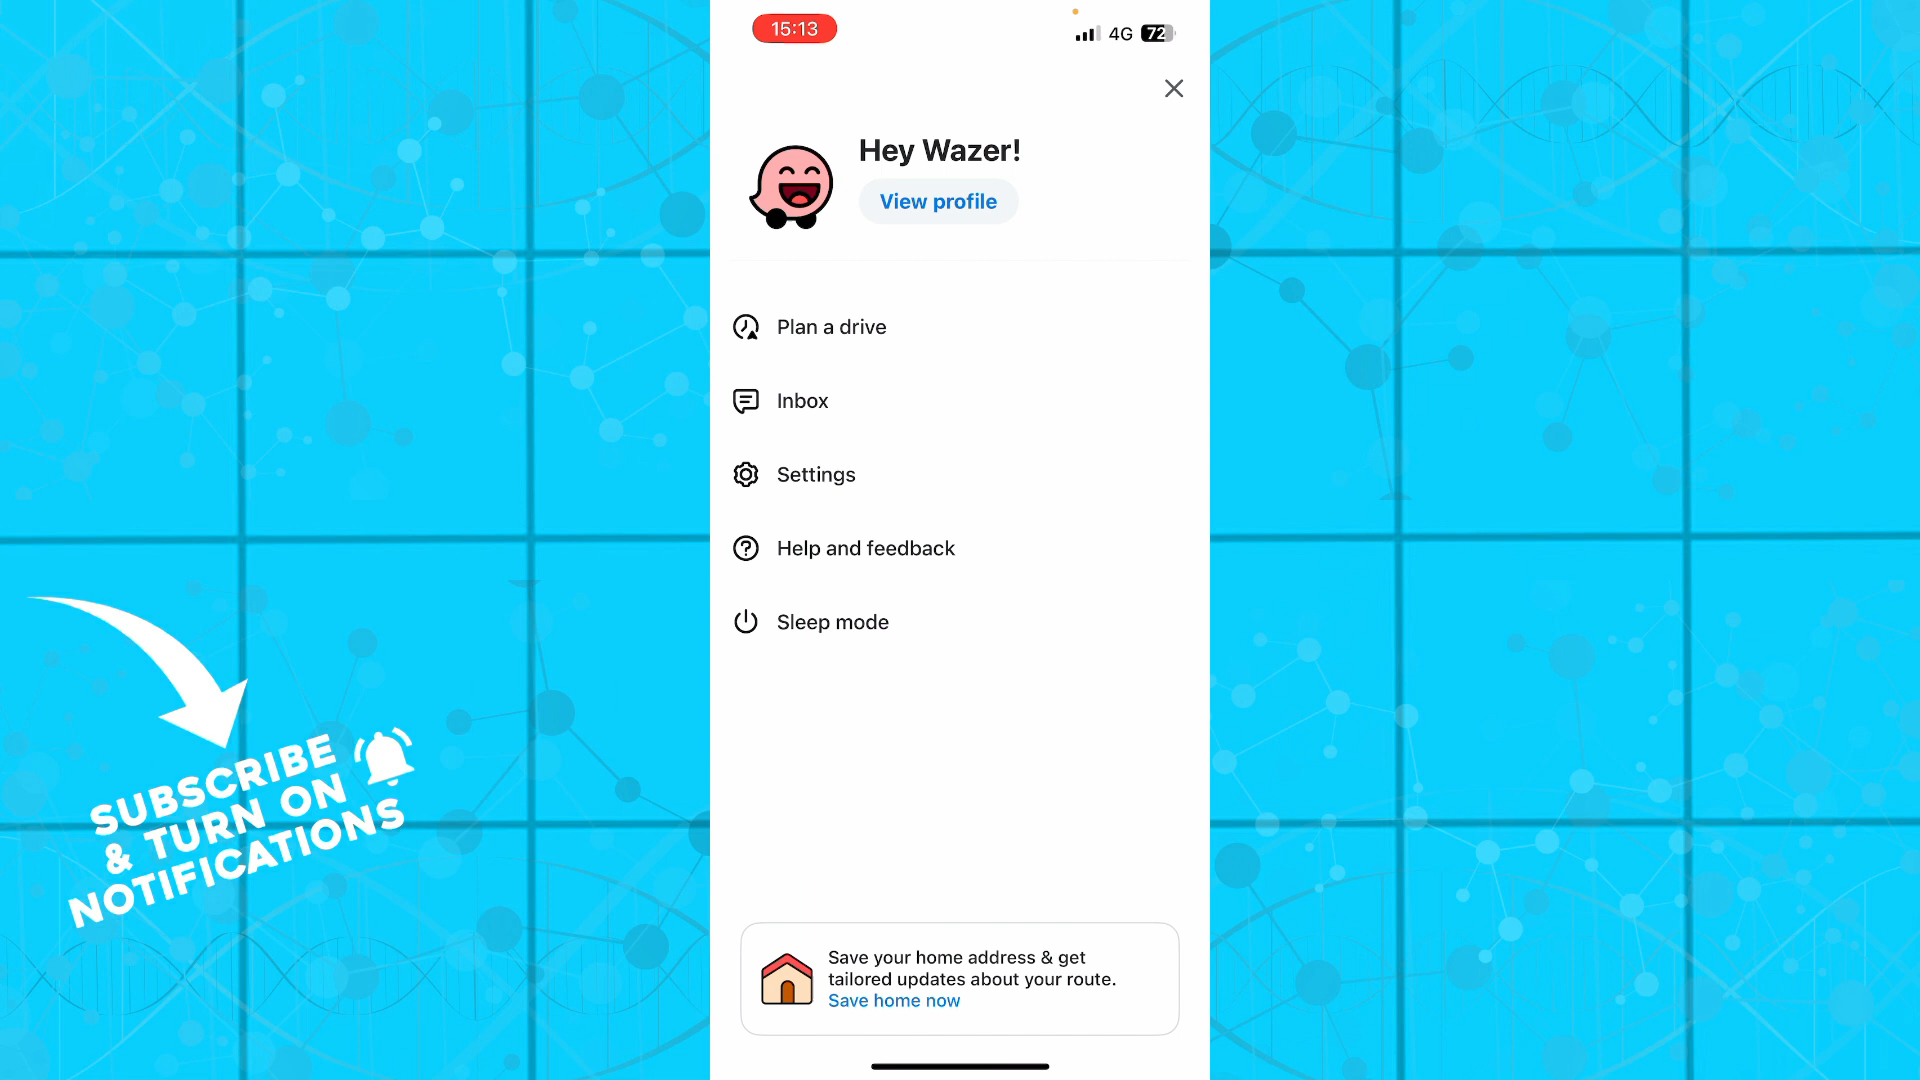 15:13
4G 72
Hey Wazer!
View profile
Plan a drive
Inbox
Settings
Help and feedback
Sleep mode
SUBSCRIBE
& TURN ON
NOTIFICATIONS
Save your home address & get
tailored updates about your route.
Save home now